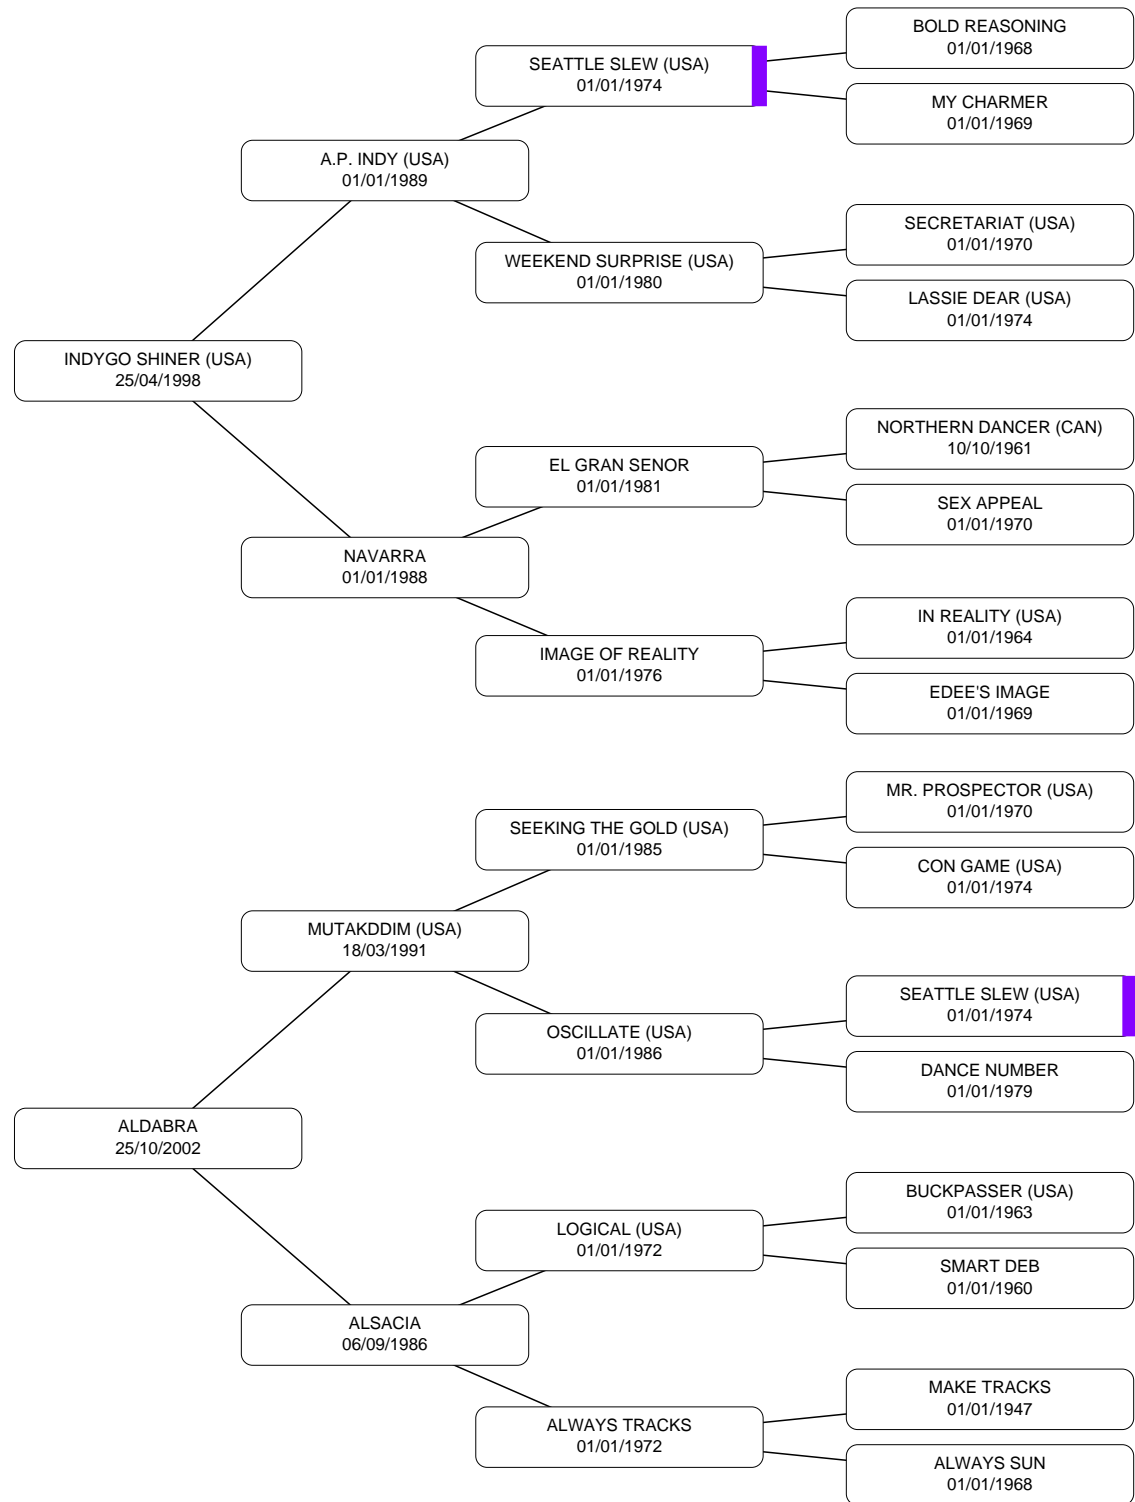 BOLD REASONING
01/01/1968
SEATTLE SLEW (USA)
01/01/1974
MY CHARMER
01/01/1969
A.P. INDY (USA)
01/01/1989
SECRETARIAT (USA)
01/01/1970
WEEKEND SURPRISE (USA)
01/01/1980
LASSIE DEAR (USA)
01/01/1974
INDYGO SHINER (USA)
25/04/1998
NORTHERN DANCER (CAN)
10/10/1961
EL GRAN SENOR
01/01/1981
SEX APPEAL
01/01/1970
NAVARRA
01/01/1988
IN REALITY (USA)
01/01/1964
IMAGE OF REALITY
01/01/1976
EDEE'S IMAGE
01/01/1969
MR. PROSPECTOR (USA)
01/01/1970
SEEKING THE GOLD (USA)
01/01/1985
CON GAME (USA)
01/01/1974
MUTAKDDIM (USA)
18/03/1991
SEATTLE SLEW (USA)
01/01/1974
OSCILLATE (USA)
01/01/1986
DANCE NUMBER
01/01/1979
ALDABRA
25/10/2002
BUCKPASSER (USA)
01/01/1963
LOGICAL (USA)
01/01/1972
SMART DEB
01/01/1960
ALSACIA
06/09/1986
MAKE TRACKS
01/01/1947
ALWAYS TRACKS
01/01/1972
ALWAYS SUN
01/01/1968